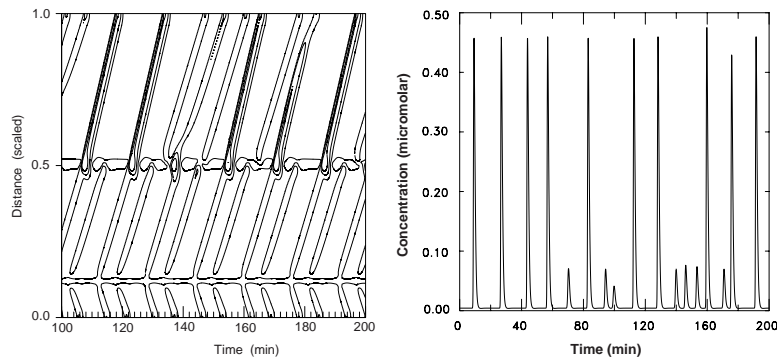 1.0
0.5
0.0
Distance (scaled)
100 120 140 160 180 200
Time (min)
0.50
0.40
0.30
0.20
0.10
0.00
Concentration (micromolar)
0 40 80 120 160 200
Time (min)